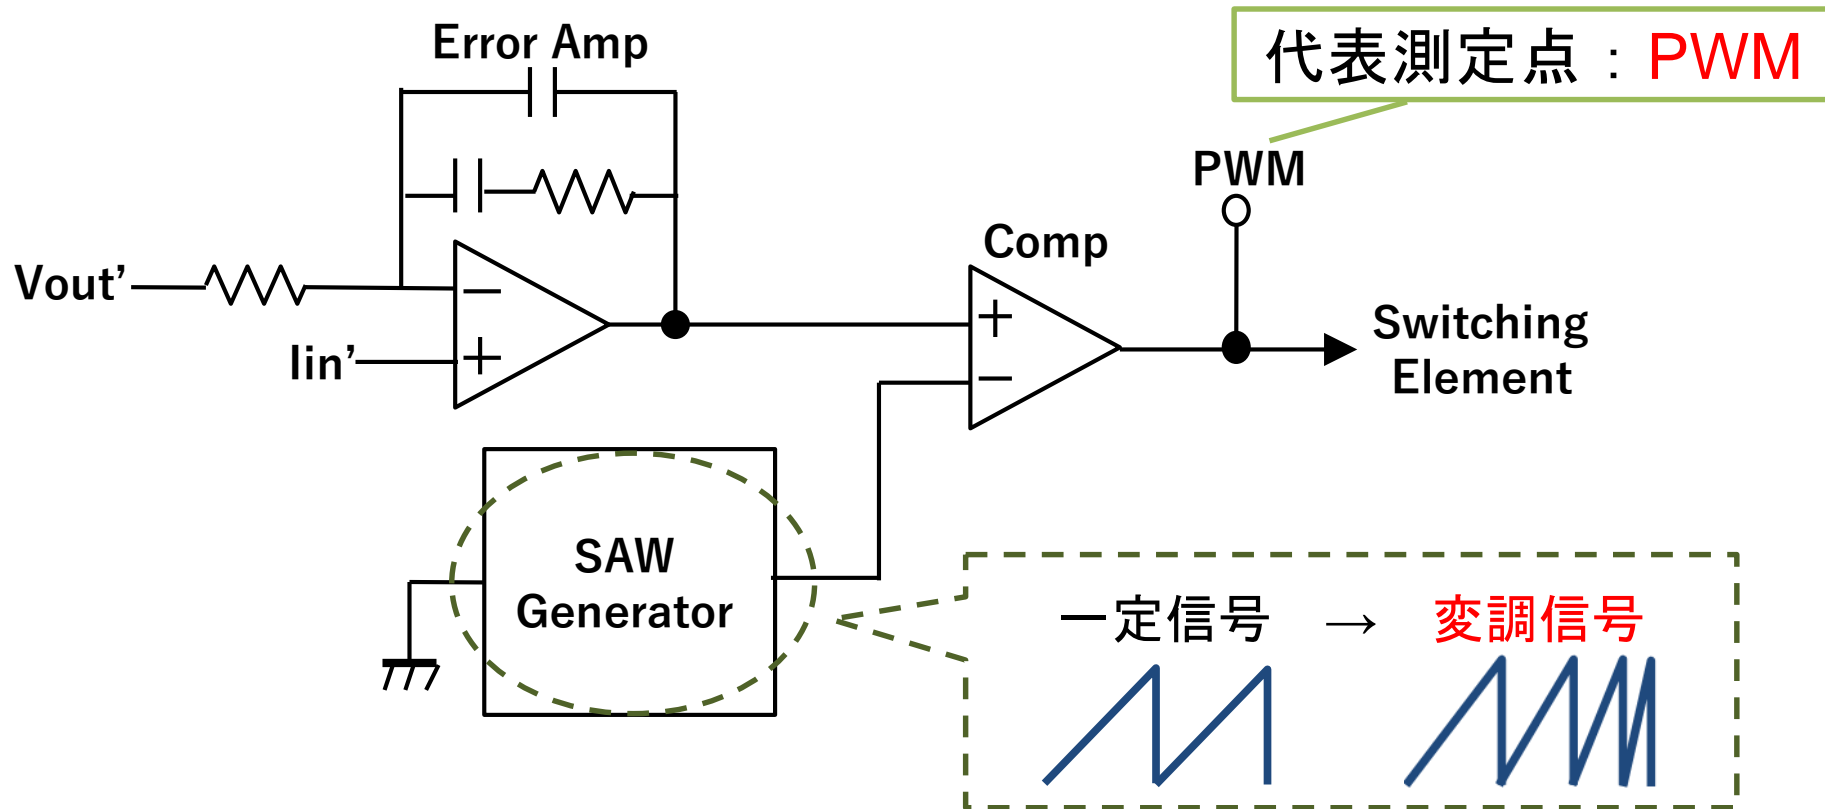 Error Amp
代表測定点：PWM
PWM
Comp
Vout’
Iin’
−
+
+
−
Switching
Element
SAW
Generator
一定信号 → 変調信号